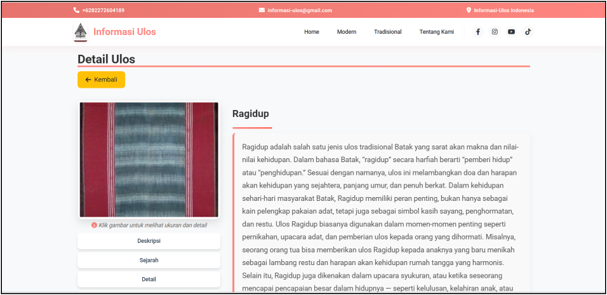 +6282272604189
informasi-ulos@gmail.com
Informasi-Ulos Indonesia
Informasi Ulos
Home
Modern
Tradisional
Tentang Kami
Detail Ulos
← Kembali
Ragidup
Ragidup adalah salah satu jenis ulos tradisional Batak yang sarat akan makna dan nilai-
nilai kehidupan. Dalam bahasa Batak, “ragidup” secara harfiah berarti “pemberi hidup”
atau “penghidupan.” Sesuai dengan namanya, ulos ini melambangkan doa dan harapan
akan kehidupan yang sejahtera, panjang umur, dan penuh berkat. Dalam kehidupan
sehari-hari masyarakat Batak, Ragidup memiliki peran penting, bukan hanya sebagai
kain pelengkap pakaian adat, tetapi juga sebagai simbol kasih sayang, penghormatan,
dan restu. Ulos Ragidup biasanya digunakan dalam momen-momen penting seperti
pernikahan, upacara adat, dan pemberian ulos kepada orang yang dihormati. Misalnya,
seorang orang tua bisa memberikan ulos Ragidup kepada anaknya yang baru menikah
sebagai lambang restu dan harapan akan kehidupan rumah tangga yang harmonis.
Selain itu, Ragidup juga dikenakan dalam upacara syukuran, atau ketika seseorang
mencapai pencapaian besar dalam hidupnya — seperti kelulusan, kelahiran anak, atau
Klik gambar untuk melihat ukuran dan detail
Deskripsi
Sejarah
Detail